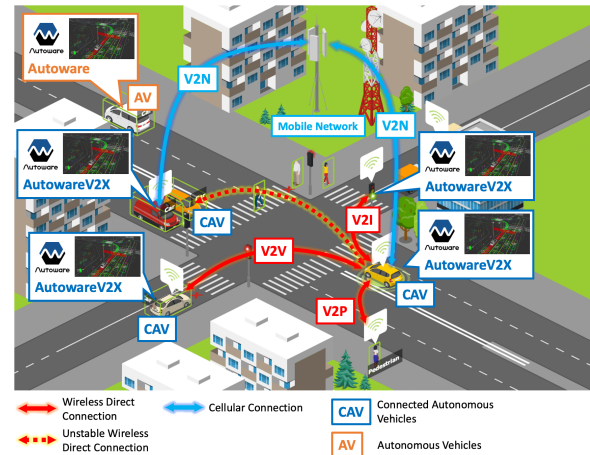 Autoware
Autoware
AV
V2N
Mobile Network
V2N
Autoware
AutowareV2X
Car
CAV
Autoware
AutowareV2X
V2I
Autoware
AutowareV2X
CAV
V2V
Autoware
AutowareV2X
CAV
V2P
Pedestrian
Wireless Direct
Connection
Cellular Connection
CAV
Connected Autonomous
Vehicles
Unstable Wireless
Direct Connection
AV
Autonomous Vehicles